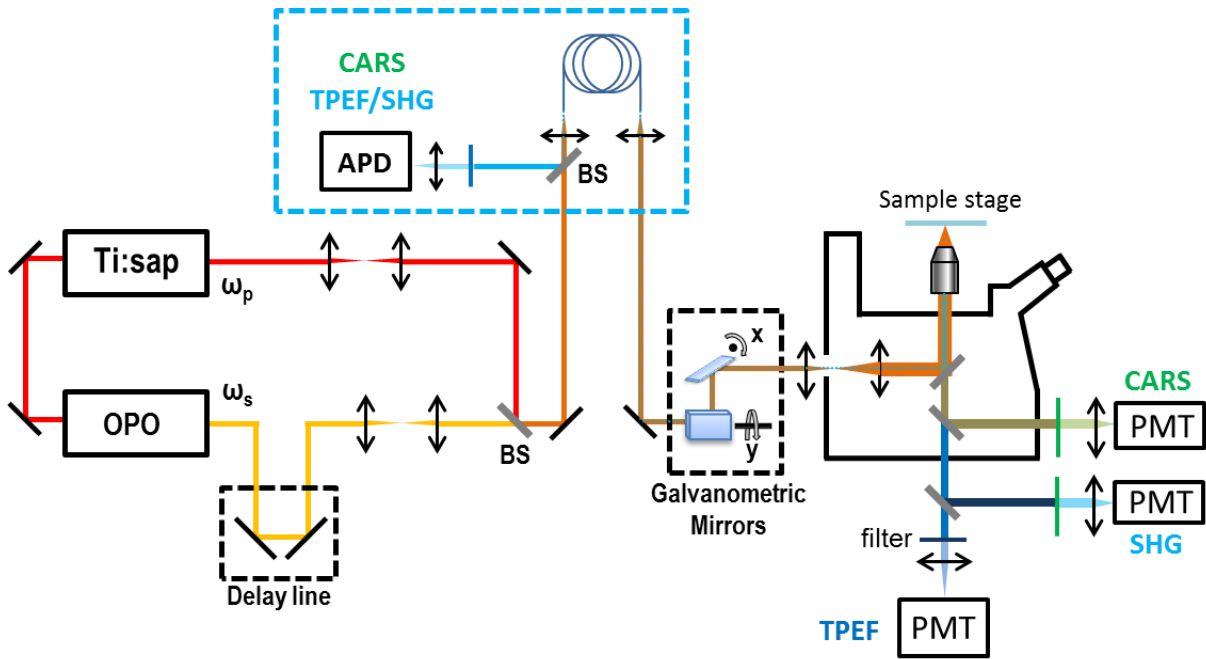 CARS
TPEF/SHG
APD
BS
Sample stage
Ti:sap
ωp
x
CARS
OPO
ωs
BS
PMT
y
Galvanometric
Mirrors
PMT
SHG
filter
Delay line
TPEF
PMT